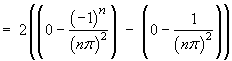 = 2((0 - (-1)^n/(nπ)^2) - (0 - 1/(nπ)^2))